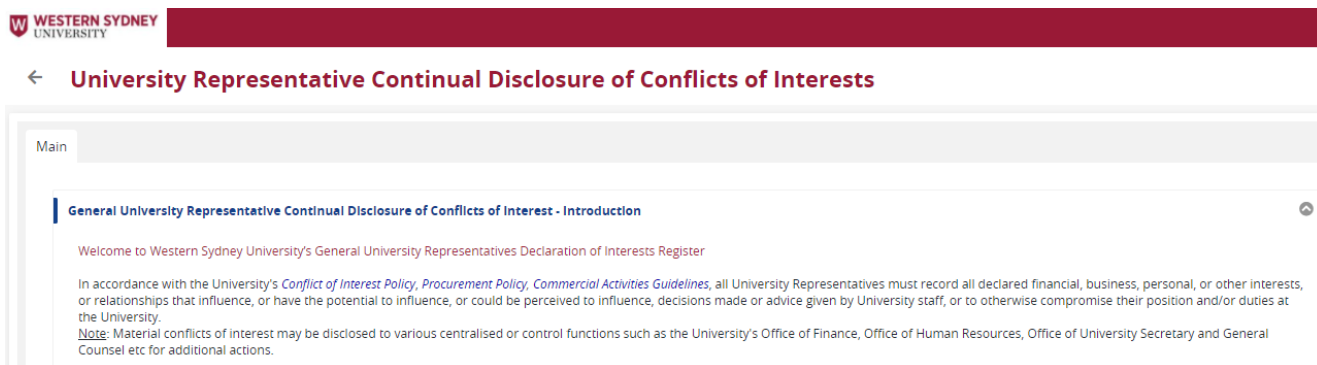 WESTERN SYDNEY
UNIVERSITY
University Representative Continual Disclosure of Conflicts of Interests
Main
General University Representative Continual Disclosure of Conflicts of Interest - Introduction
Welcome to Western Sydney University's General University Representatives Declaration of Interests Register
In accordance with the University's Conflict of Interest Policy, Procurement Policy, Commercial Activities Guidelines, all University Representatives must record all declared financial, business, personal, or other interests,
or relationships that influence, or have the potential to influence, or could be perceived to influence, decisions made or advice given by University staff, or to otherwise compromise their position and/or duties at
the University.
Note: Material conflicts of interest may be disclosed to various centralised or control functions such as the University's Office of Finance, Office of Human Resources, Office of University Secretary and General
Counsel etc for additional actions.